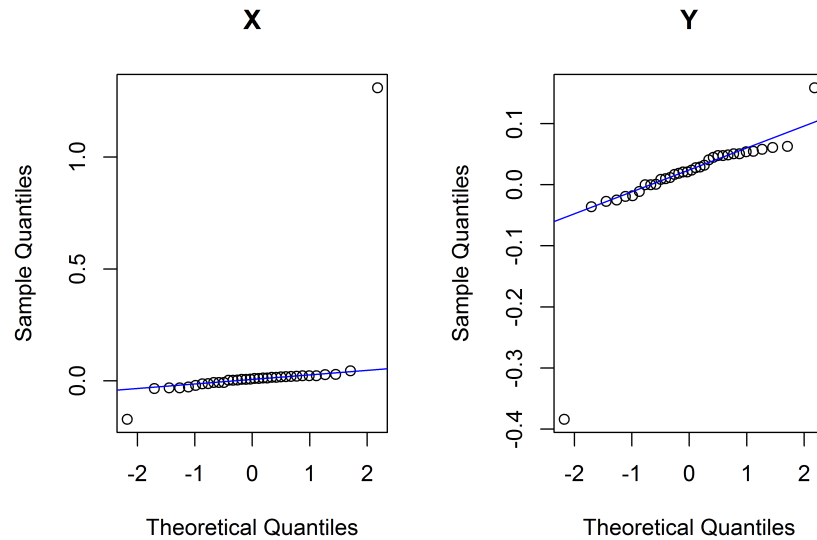 X
Sample Quantiles
1.0
0.5
0.0
-2 -1 0 1 2
Theoretical Quantiles
Y
Sample Quantiles
0.1
0.0
-0.1
-0.2
-0.3
-0.4
-2 -1 0 1 2
Theoretical Quantiles